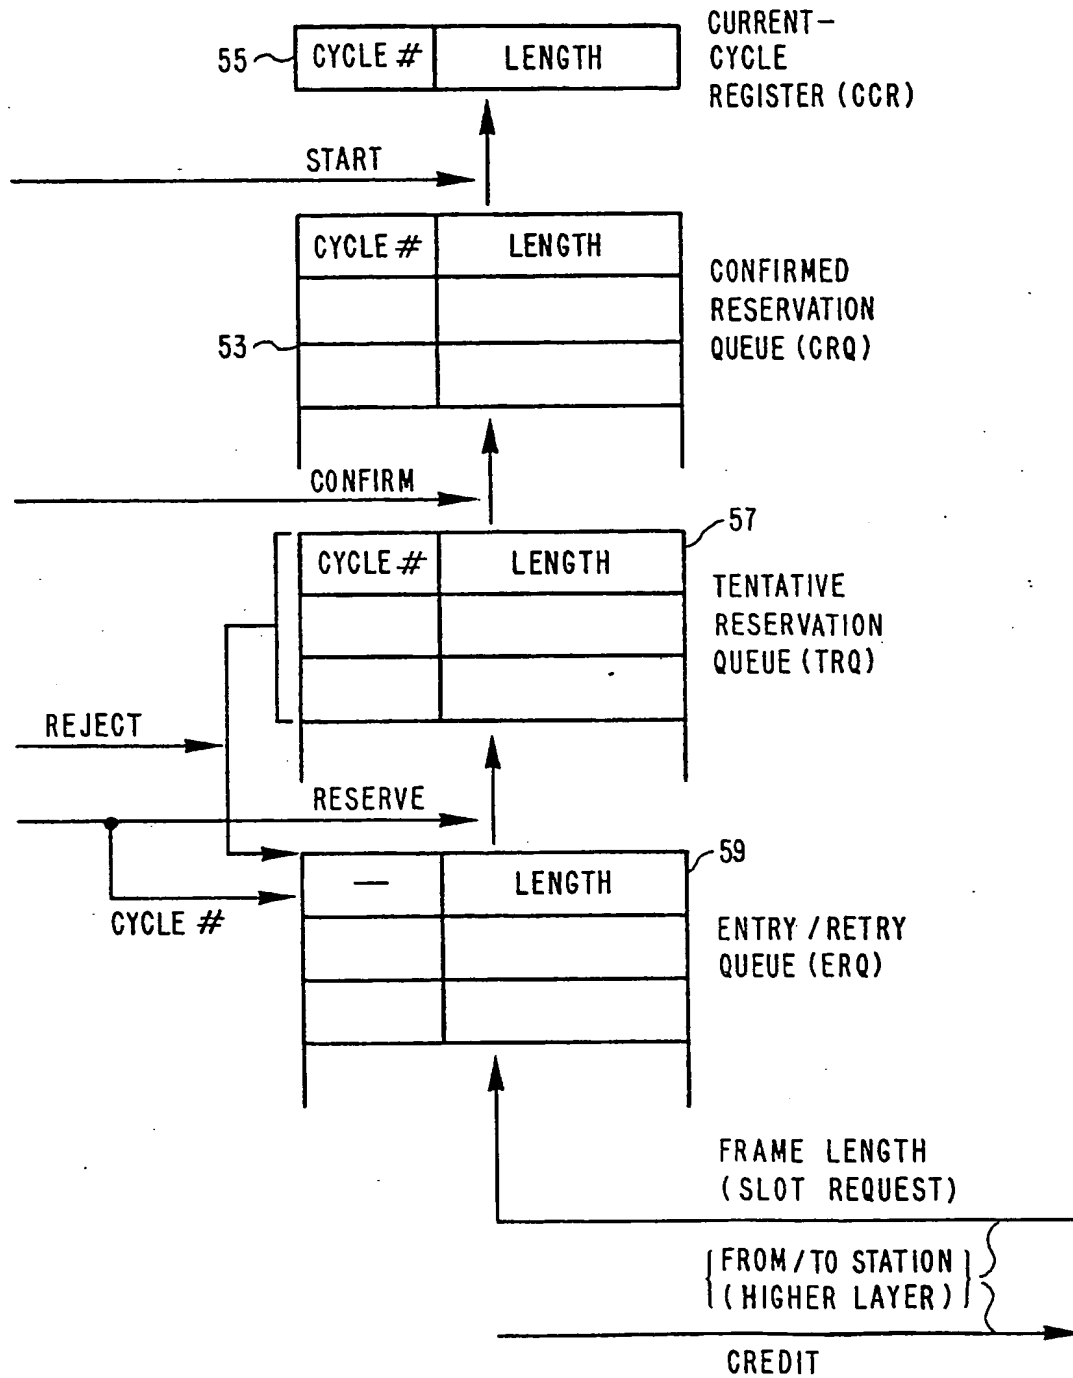 CURRENT-
CYCLE
REGISTER (CCR)
55
CYCLE # LENGTH
START
CYCLE # LENGTH
CONFIRMED
RESERVATION
QUEUE (CRQ)
53
CONFIRM
57
CYCLE # LENGTH
TENTATIVE
RESERVATION
QUEUE (TRQ)
REJECT
RESERVE
59
— LENGTH
CYCLE #
ENTRY / RETRY
QUEUE (ERQ)
FRAME LENGTH
(SLOT REQUEST)
{FROM / TO STATION}
{(HIGHER LAYER)}
CREDIT